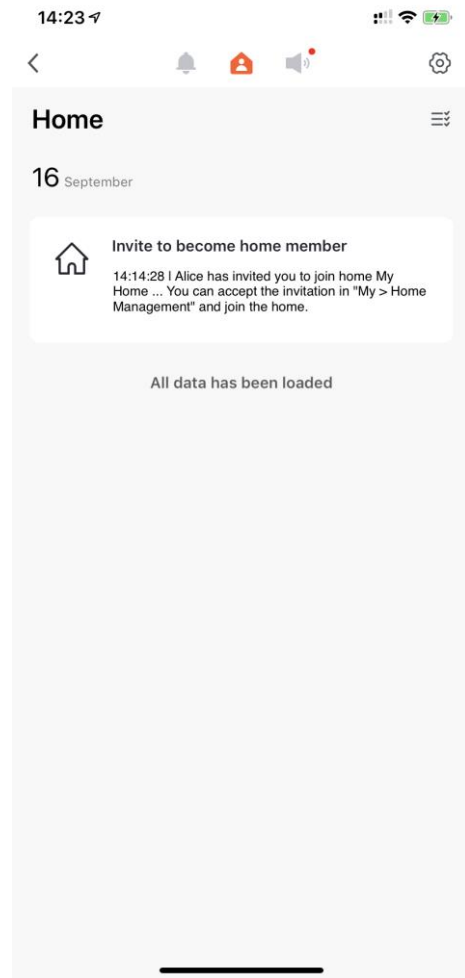 14:23
Home
16 September
Invite to become home member
14:14:28 | Alice has invited you to join home My
Home ... You can accept the invitation in "My > Home
Management" and join the home.
All data has been loaded